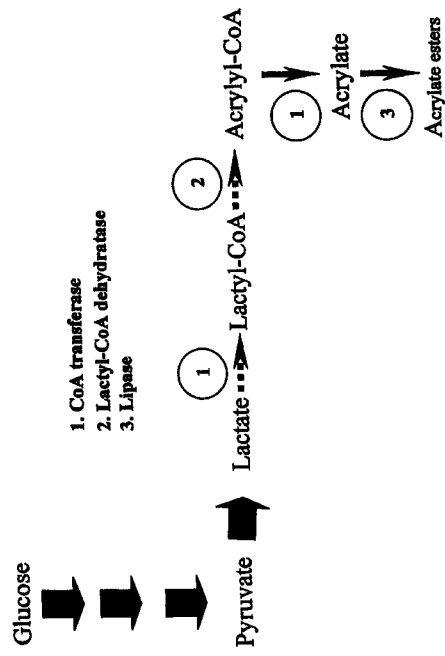 Glucose
1. CoA transferase
2. Lactyl-CoA dehydratase
3. Lipase
Pyruvate
Lactate
1
Lactyl-CoA
2
Acrylyl-CoA
1
Acrylate
3
Acrylate esters